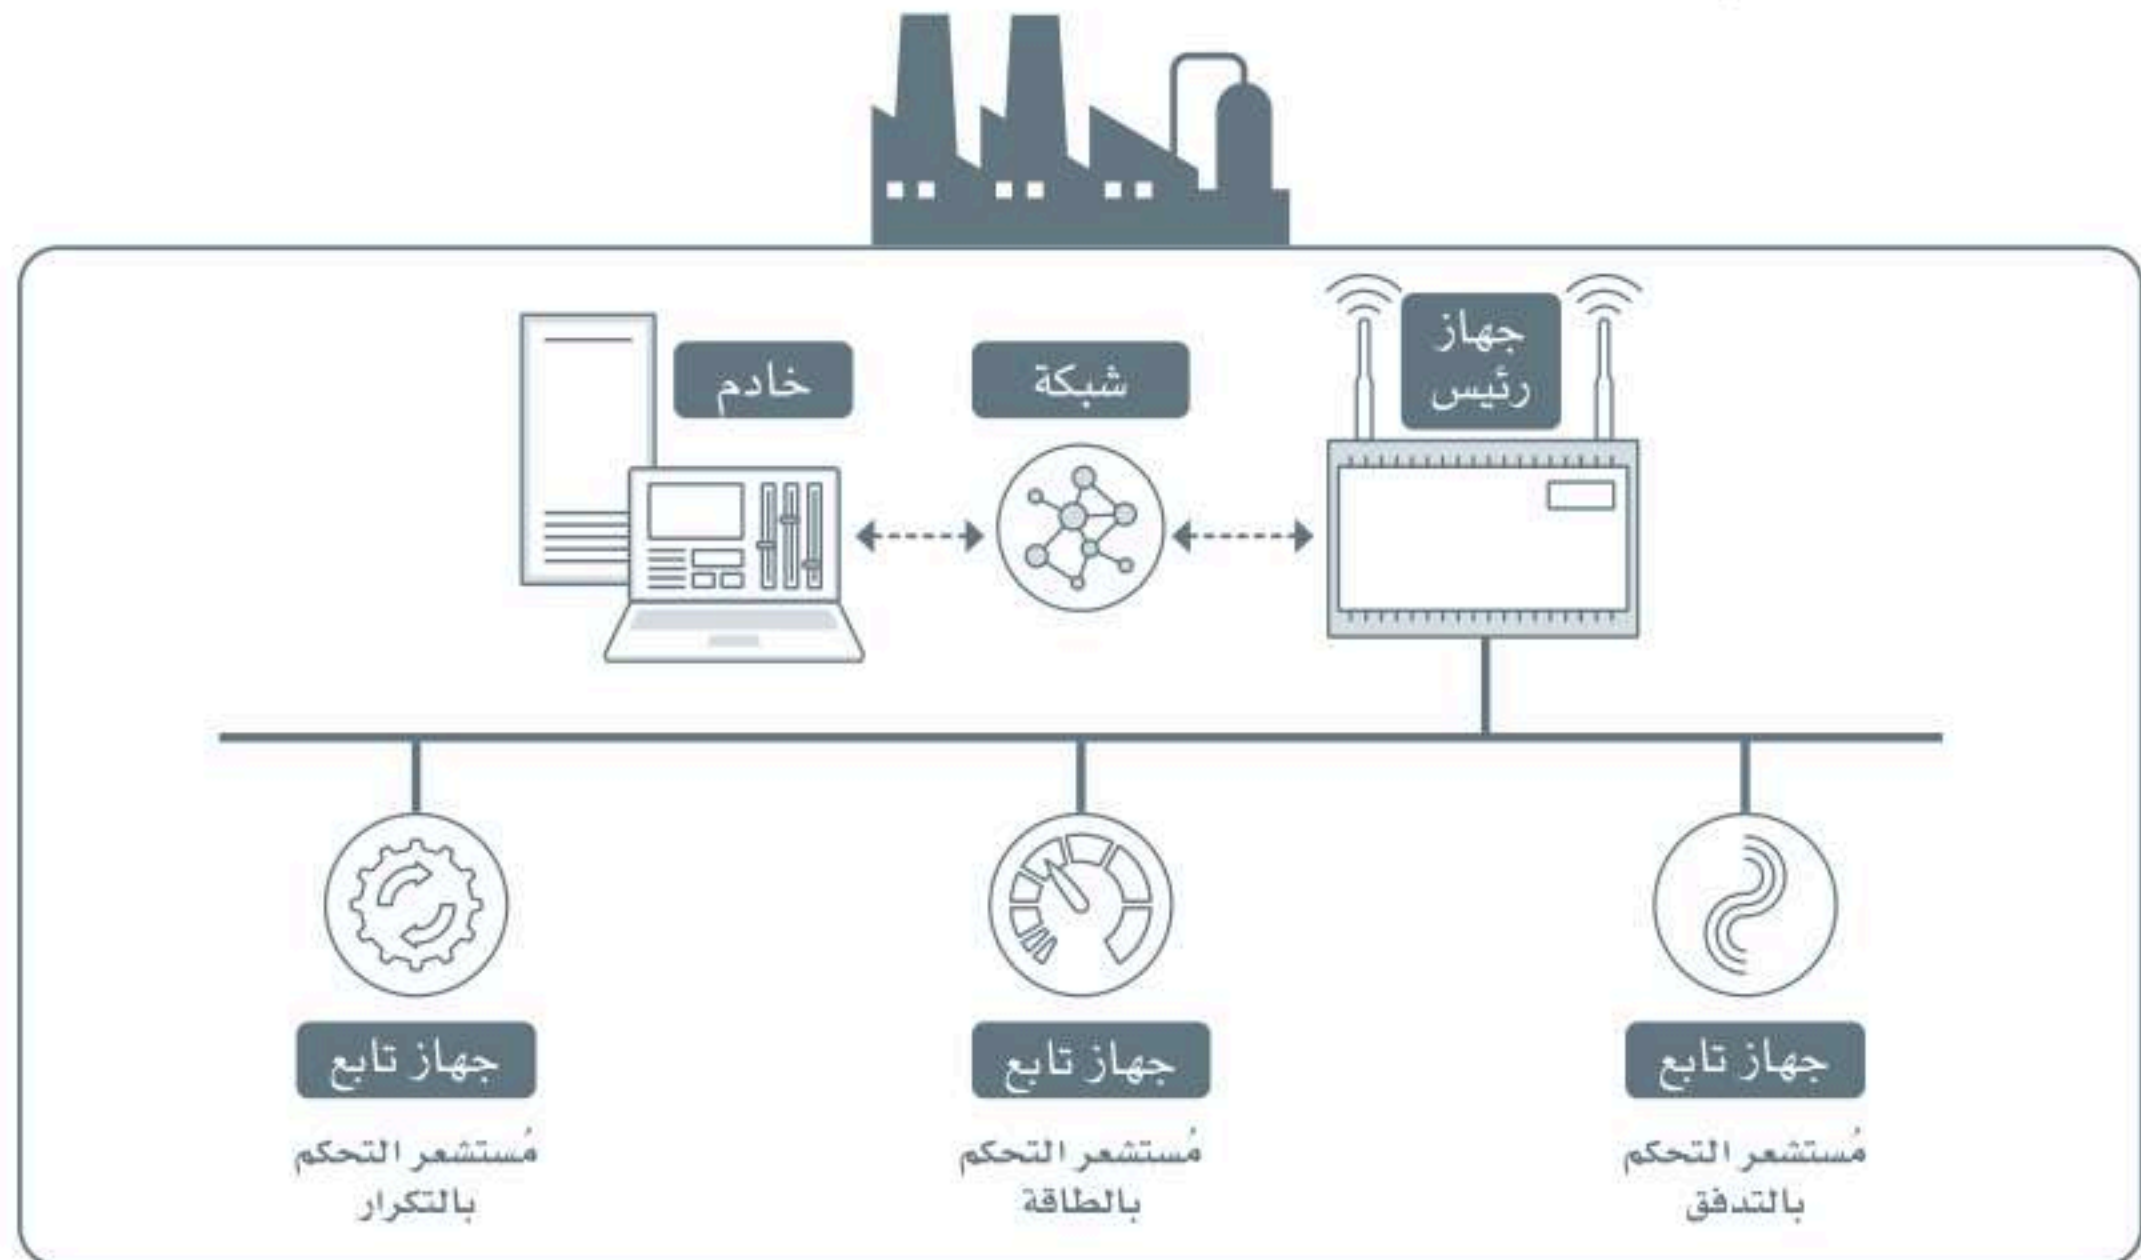 جهاز
رئيس
شبكة
خادم
جهاز تابع
مُستشعر التحكم
بالتدفق
جهاز تابع
مُستشعر التحكم
بالطاقة
جهاز تابع
مُستشعر التحكم
بالتكرار